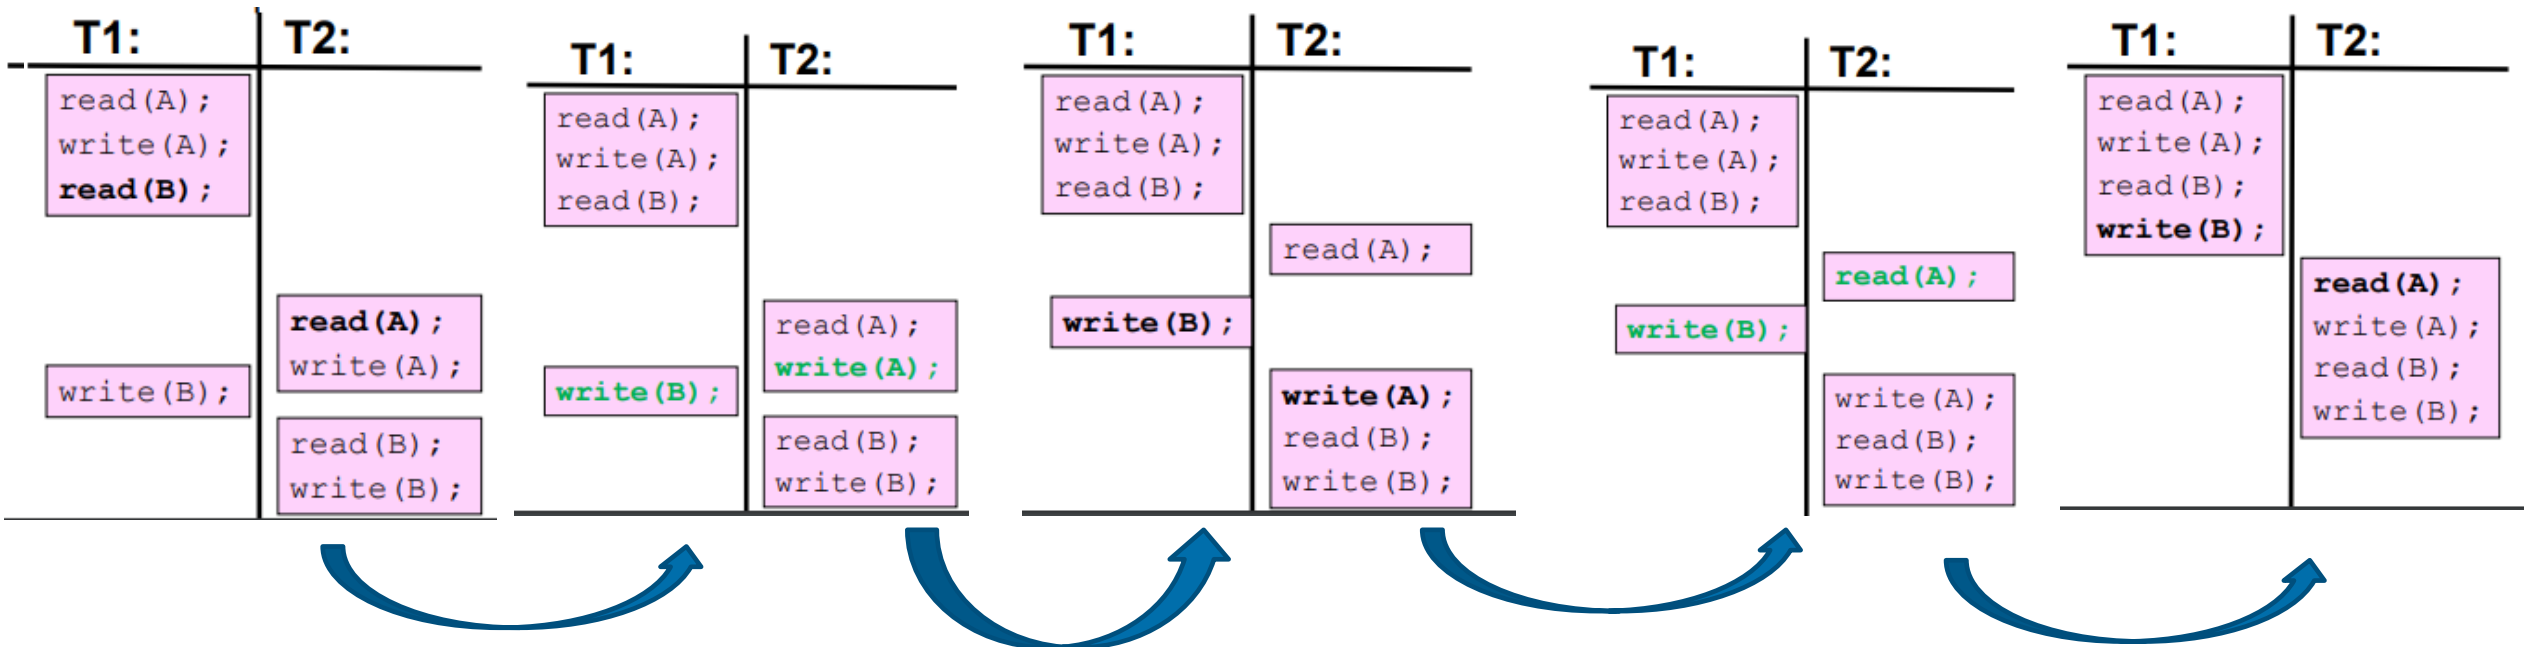 T1: T2:
read(A);
write(A);
read(B);
read(A);
write(A);
write(B);
read(B);
write(B);
T1: T2:
read(A);
write(A);
read(B);
read(A);
write(A);
write(B);
read(B);
write(B);
T1: T2:
read(A);
write(A);
read(B);
read(A);
write(B);
write(A);
read(B);
write(B);
T1: T2:
read(A);
write(A);
read(B);
read(A);
write(B);
write(A);
read(B);
write(B);
T1: T2:
read(A);
write(A);
read(B);
write(B);
read(A);
write(A);
read(B);
write(B);